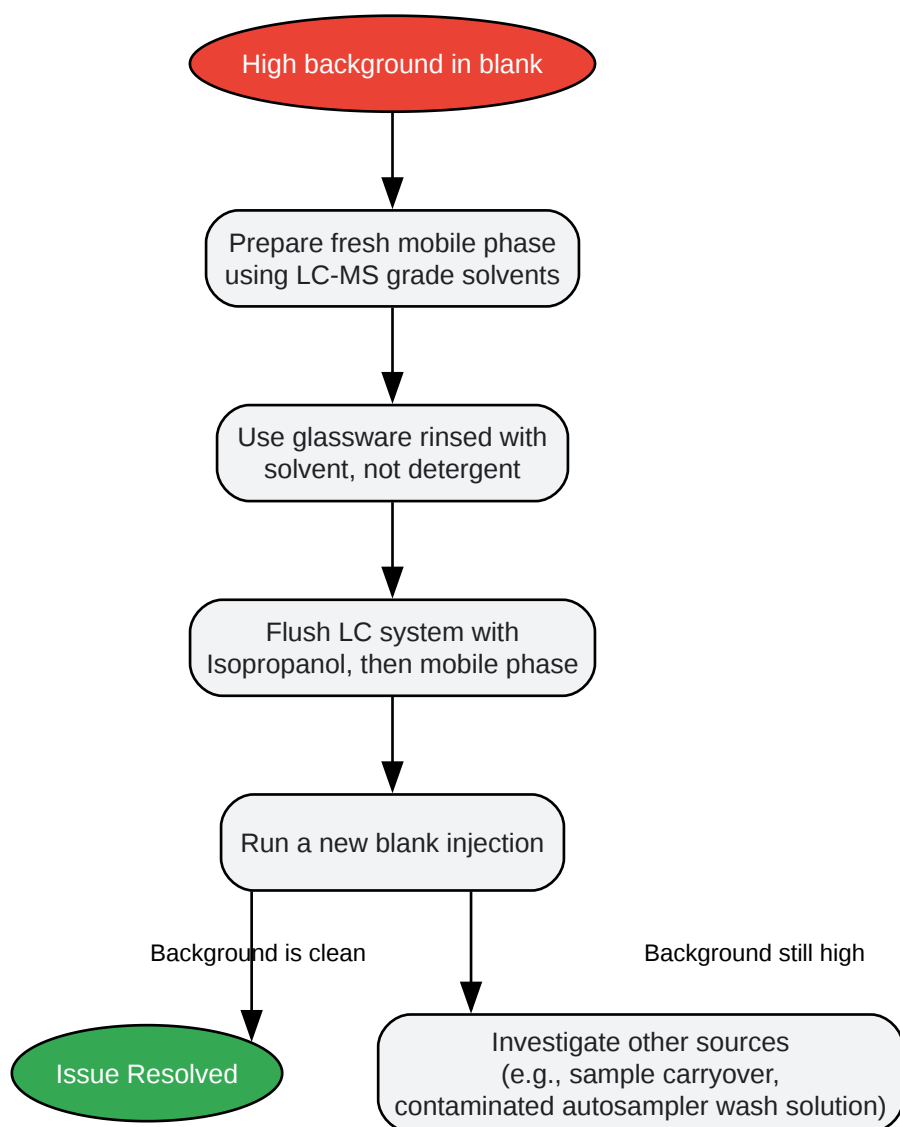 High background in blank
Prepare fresh mobile phase
using LC-MS grade solvents
Use glassware rinsed with
solvent, not detergent
Flush LC system with
Isopropanol, then mobile phase
Run a new blank injection
Background is clean
Background still high
Issue Resolved
Investigate other sources
(e.g., sample carryover,
contaminated autosampler wash solution)